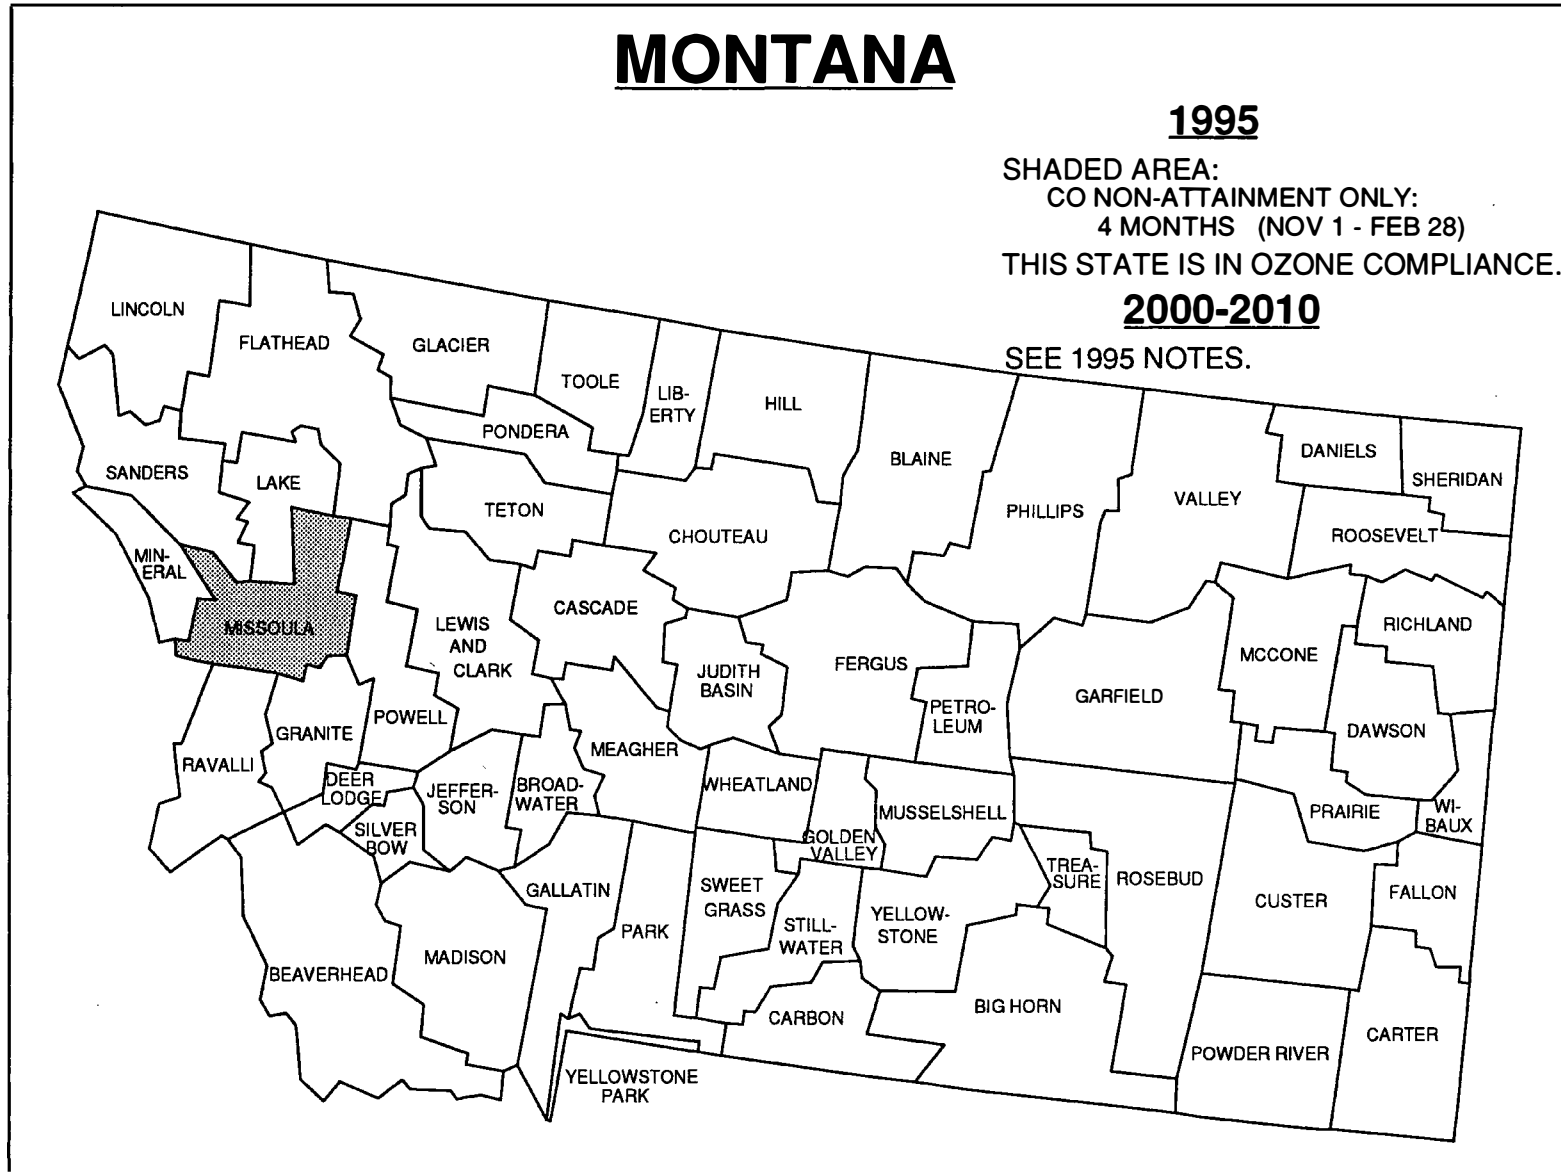 MONTANA
1995
SHADED AREA:
CO NON-ATTAINMENT ONLY:
4 MONTHS (NOV 1 - FEB 28)
THIS STATE IS IN OZONE COMPLIANCE.
2000-2010
SEE 1995 NOTES.
LINCOLN
FLATHEAD
GLACIER
TOOLE
LIB-
ERTY
HILL
PONDERA
BLAINE
DANIELS
SHERIDAN
SANDERS
LAKE
TETON
PHILLIPS
VALLEY
CHOUTEAU
ROOSEVELT
MIN-
ERAL
MISSOULA
LEWIS
AND
CLARK
CASCADE
JUDITH
BASIN
FERGUS
PETRO-
LEUM
GARFIELD
MCCONE
RICHLAND
DAWSON
RAVALLI
GRANITE
POWELL
MEAGHER
DEER
LODGE
JEFFER-
SON
BROAD-
WATER
WHEATLAND
MUSSELSHELL
GOLDEN
VALLEY
SILVER
BOW
PRAIRIE
WI-
BAUX
GALLATIN
PARK
SWEET
GRASS
STILL-
WATER
YELLOW-
STONE
TREA-
SURE
ROSEBUD
CUSTER
FALLON
BEAVERHEAD
MADISON
CARBON
BIG HORN
POWDER RIVER
CARTER
YELLOWSTONE
PARK